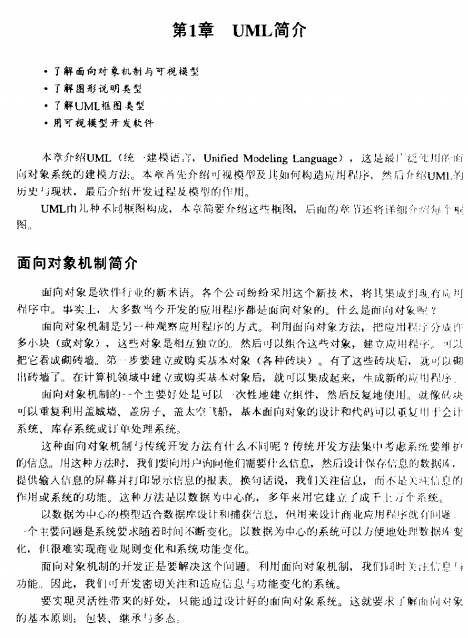 第1章 UML简介
·了解面向对象机制与可视模型
·了解图形说明类型
·了解UML框图类型
·用可视模型开发软件
本章介绍UML（统一建模语言，Unified Modeling Language），这是最广泛使用的面
向对象系统的建模方法。本章首先介绍可视模型及其如何构造应用程序，然后介绍UML的
历史与现状，最后介绍开发过程及模型的作用。
UML由几种不同框图构成，本章简要介绍这些框图，后面的章节还将详细介绍每个框
图。
面向对象机制简介
面向对象是软件行业的新术语。各个公司纷纷采用这个新技术，将其集成到现有应用
程序中。事实上，大多数当今开发的应用程序都是面向对象的。什么是面向对象呢？
面向对象机制是另一种观察应用程序的方式。利用面向对象方法，把应用程序分成许
多小块（或对象），这些对象是相互独立的。然后可以组合这些对象，建立应用程序。可以
把它看成砌砖墙。第一步要建立或购买基本对象（各种砖块）。有了这些砖块后，就可以砌
出砖墙了。在计算机领域中建立或购买基本对象后，就可以集成起来，生成新的应用程序。
面向对象机制的一个主要好处是可以一次性地建立组件，然后反复地使用。就像砖块
可以重复利用盖城墙、盖房子、盖太空飞船，基本面向对象的设计和代码可以重复用于会计
系统、库存系统或订单处理系统。
这种面向对象机制与传统开发方法有什么不同呢？传统开发方法集中考虑系统要维护
的信息。用这种方法时，我们要向用户询问他们需要什么信息，然后设计保存信息的数据库，
提供输入信息的屏幕并打印显示信息的报表。换句话说，我们关注信息，而不是关注信息的
作用或系统的功能。这种方法是以数据为中心的，多年来用它建立了成千上万个系统。
以数据为中心的模型适合数据库设计和捕获信息，但用来设计商业应用程序就有问题。
一个主要问题是系统要求随着时间不断变化。以数据为中心的系统可以方便地处理数据库变
化，但很难实现商业规则变化和系统功能变化。
面向对象机制的开发正是要解决这个问题。利用面向对象机制，我们同时关注信息与
功能。因此，我们可开发密切关注和适应信息与功能变化的系统。
要实现灵活性带来的好处，只能通过设计好的面向对象系统。这就要求了解面向对象
的基本原则：包装、继承与多态。